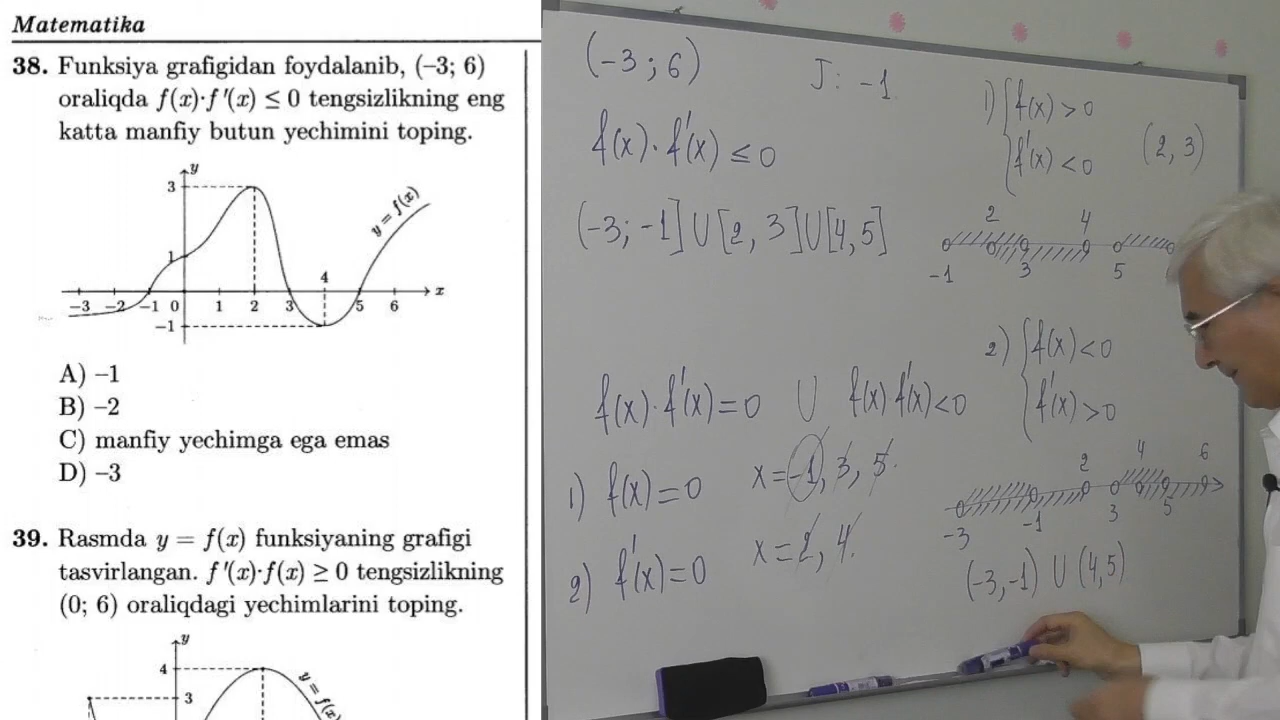 Matematika
38. Funksiya grafigidan foydalanib, (−3; 6)
oraliqda f(x)·f′(x) ≤ 0 tengsizlikning eng
katta manfiy butun yechimini toping.
y
3
y = f(x)
1
4
−3 −2 −1 0 1 2 3 5 6 x
−1
A) −1
B) −2
C) manfiy yechimga ega emas
D) −3
39. Rasmda y = f(x) funksiyaning grafigi
tasvirlangan. f′(x)·f(x) ≥ 0 tengsizlikning
(0; 6) oraliqdagi yechimlarini toping.
y
4
3
y = f(x)
(-3; 6)
J: -1
f(x)·f′(x) ≤ 0
(-3; -1] U [2, 3] U [4, 5]
f(x)·f′(x) = 0 U f(x) f′(x) < 0
1) f(x) = 0 x = -1, 3, 5.
2) f′(x) = 0 x = 2, 4.
1) { f(x) > 0
f′(x) < 0
(2, 3)
2 4
-1 3 5
2) { f(x) < 0
f′(x) > 0
2 4 6
-3 -1 3 5
(-3, -1) U (4, 5)